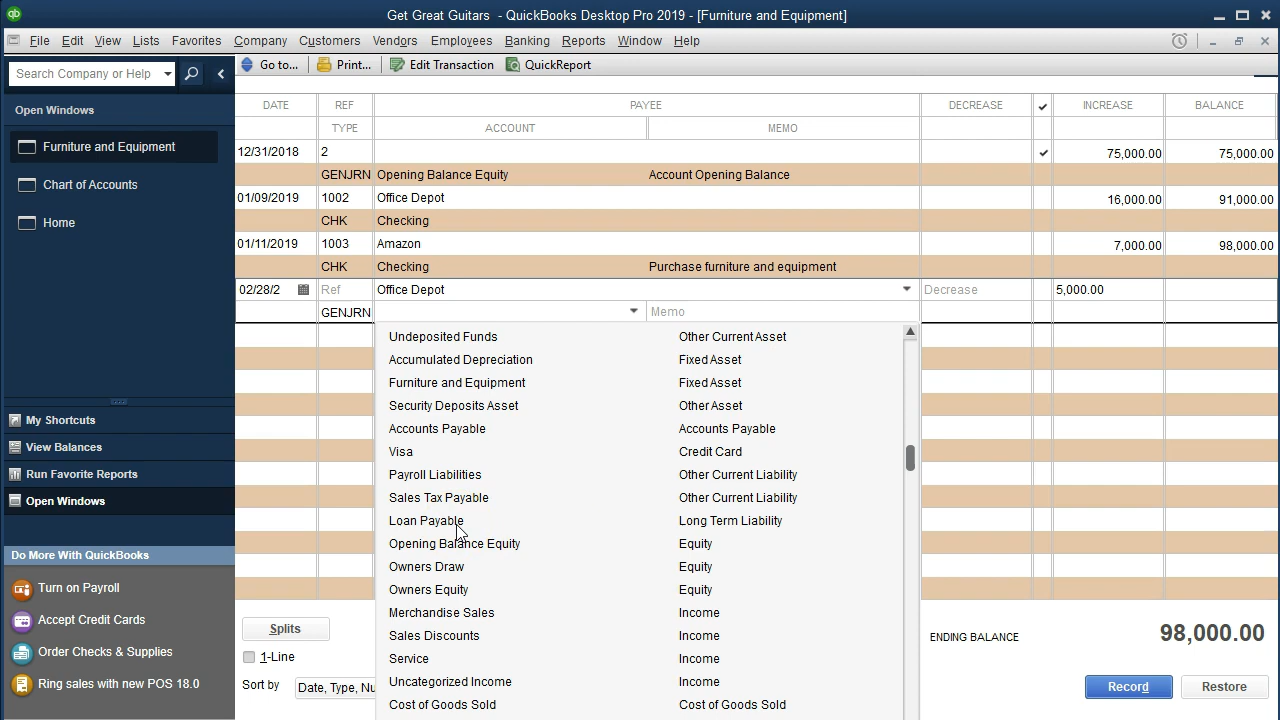 Get Great Guitars - QuickBooks Desktop Pro 2019 - [Furniture and Equipment]
File Edit View Lists Favorites Company Customers Vendors Employees Banking Reports Window Help
Search Company or Help
Go to... Print... Edit Transaction QuickReport
Open Windows
Furniture and Equipment
Chart of Accounts
Home
My Shortcuts
View Balances
Run Favorite Reports
Open Windows
Do More With QuickBooks
Turn on Payroll
Accept Credit Cards
Order Checks & Supplies
Ring sales with new POS 18.0
DATE REF PAYEE DECREASE ✓ INCREASE BALANCE
TYPE ACCOUNT MEMO
12/31/2018 2 ✓ 75,000.00 75,000.00
GENJRN Opening Balance Equity Account Opening Balance
01/09/2019 1002 Office Depot 16,000.00 91,000.00
CHK Checking
01/11/2019 1003 Amazon 7,000.00 98,000.00
CHK Checking Purchase furniture and equipment
02/28/2 Ref Office Depot Decrease 5,000.00
GENJRN Memo
Undeposited Funds Other Current Asset
Accumulated Depreciation Fixed Asset
Furniture and Equipment Fixed Asset
Security Deposits Asset Other Asset
Accounts Payable Accounts Payable
Visa Credit Card
Payroll Liabilities Other Current Liability
Sales Tax Payable Other Current Liability
Loan Payable Long Term Liability
Opening Balance Equity Equity
Owners Draw Equity
Owners Equity Equity
Merchandise Sales Income
Sales Discounts Income
Service Income
Uncategorized Income Income
Cost of Goods Sold Cost of Goods Sold
Splits
1-Line
Sort by Date, Type, Nu
ENDING BALANCE 98,000.00
Record Restore